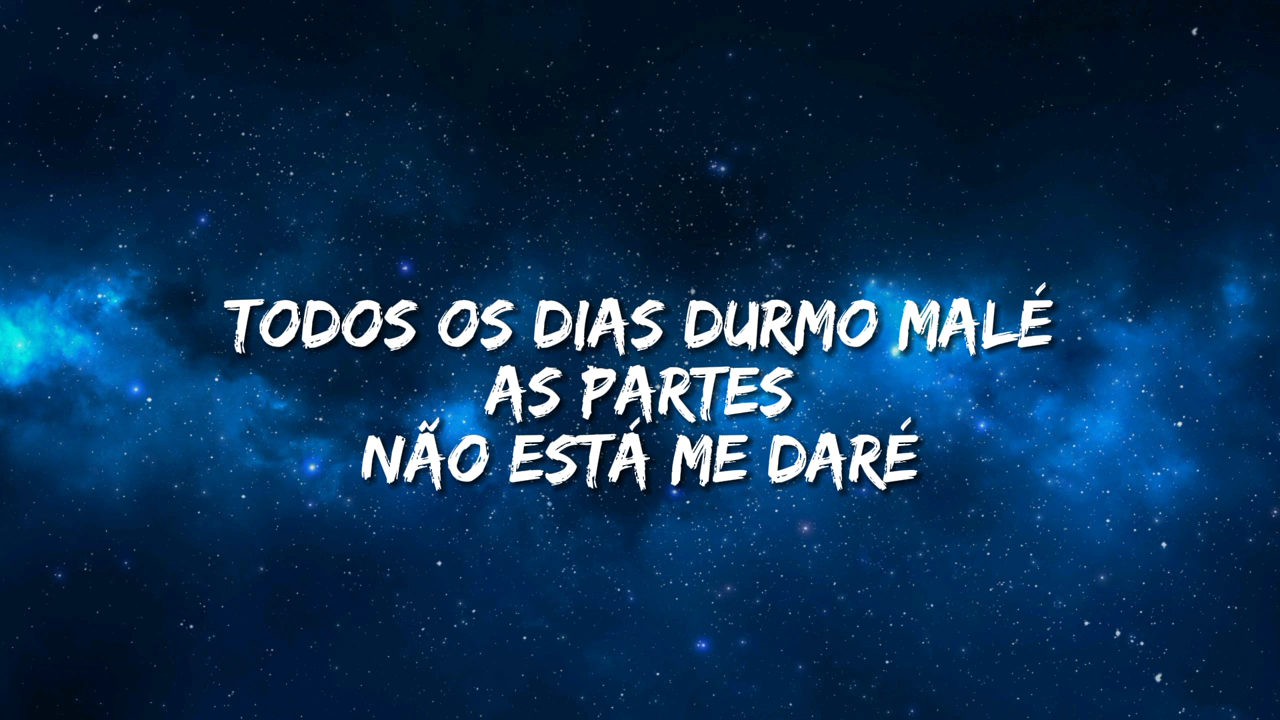 TODOS OS DIAS DURMO MALÉ
AS PARTES
NÃO ESTÁ ME DARÉ